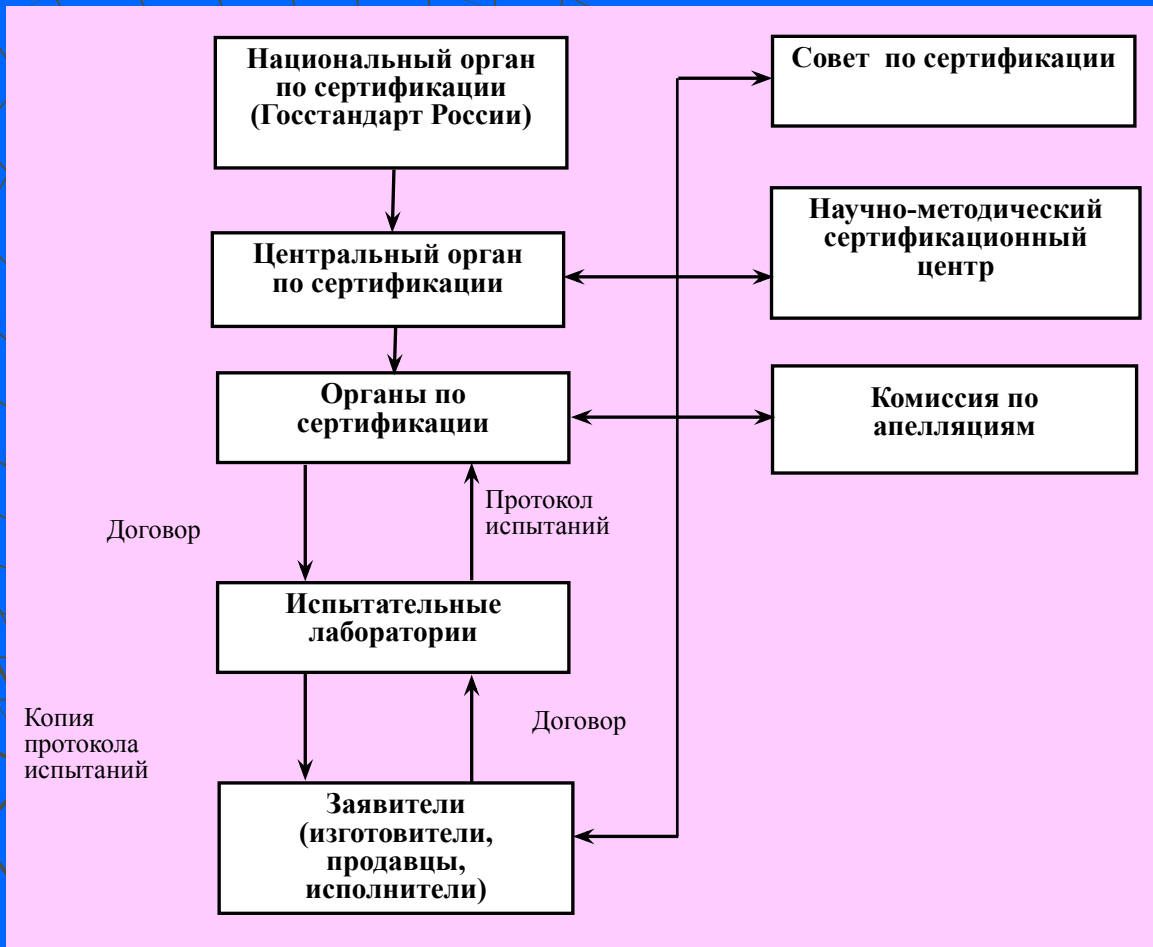 Национальный орган
по сертификации
(Госстандарт России)
Совет по сертификации
Научно-методический
сертификационный
центр
Центральный орган
по сертификации
Органы по
сертификации
Комиссия по
апелляциям
Протокол
испытаний
Договор
Испытательные
лаборатории
Копия
протокола
испытаний
Договор
Заявители
(изготовители,
продавцы,
исполнители)